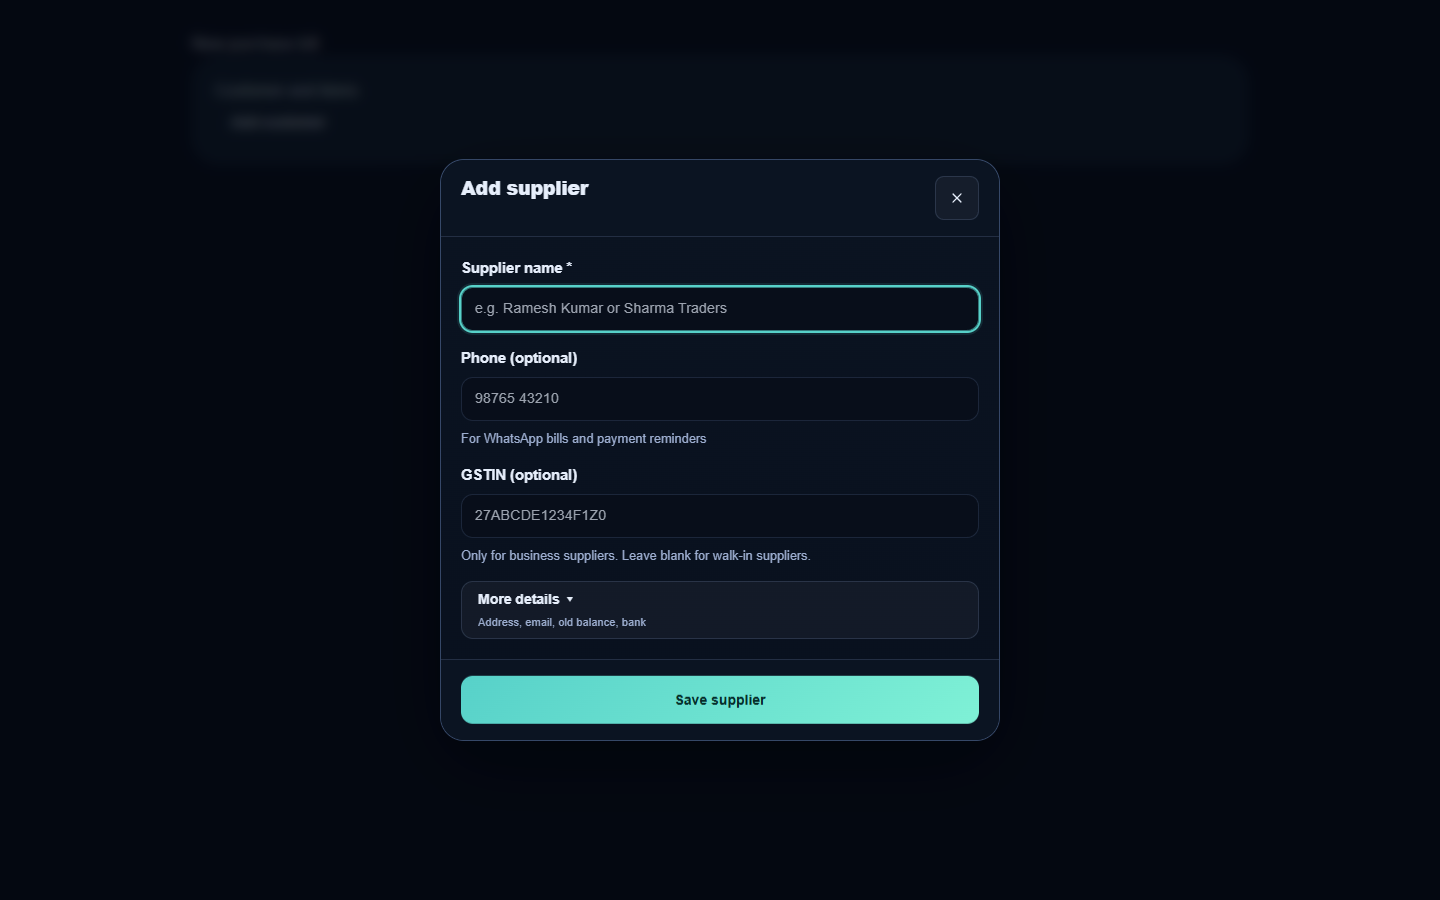 Add supplier
Supplier name *
e.g. Ramesh Kumar or Sharma Traders
Phone (optional)
98765 43210
For WhatsApp bills and payment reminders
GSTIN (optional)
27ABCDE1234F1Z0
Only for business suppliers. Leave blank for walk-in suppliers.
More details
Address, email, old balance, bank
Save supplier